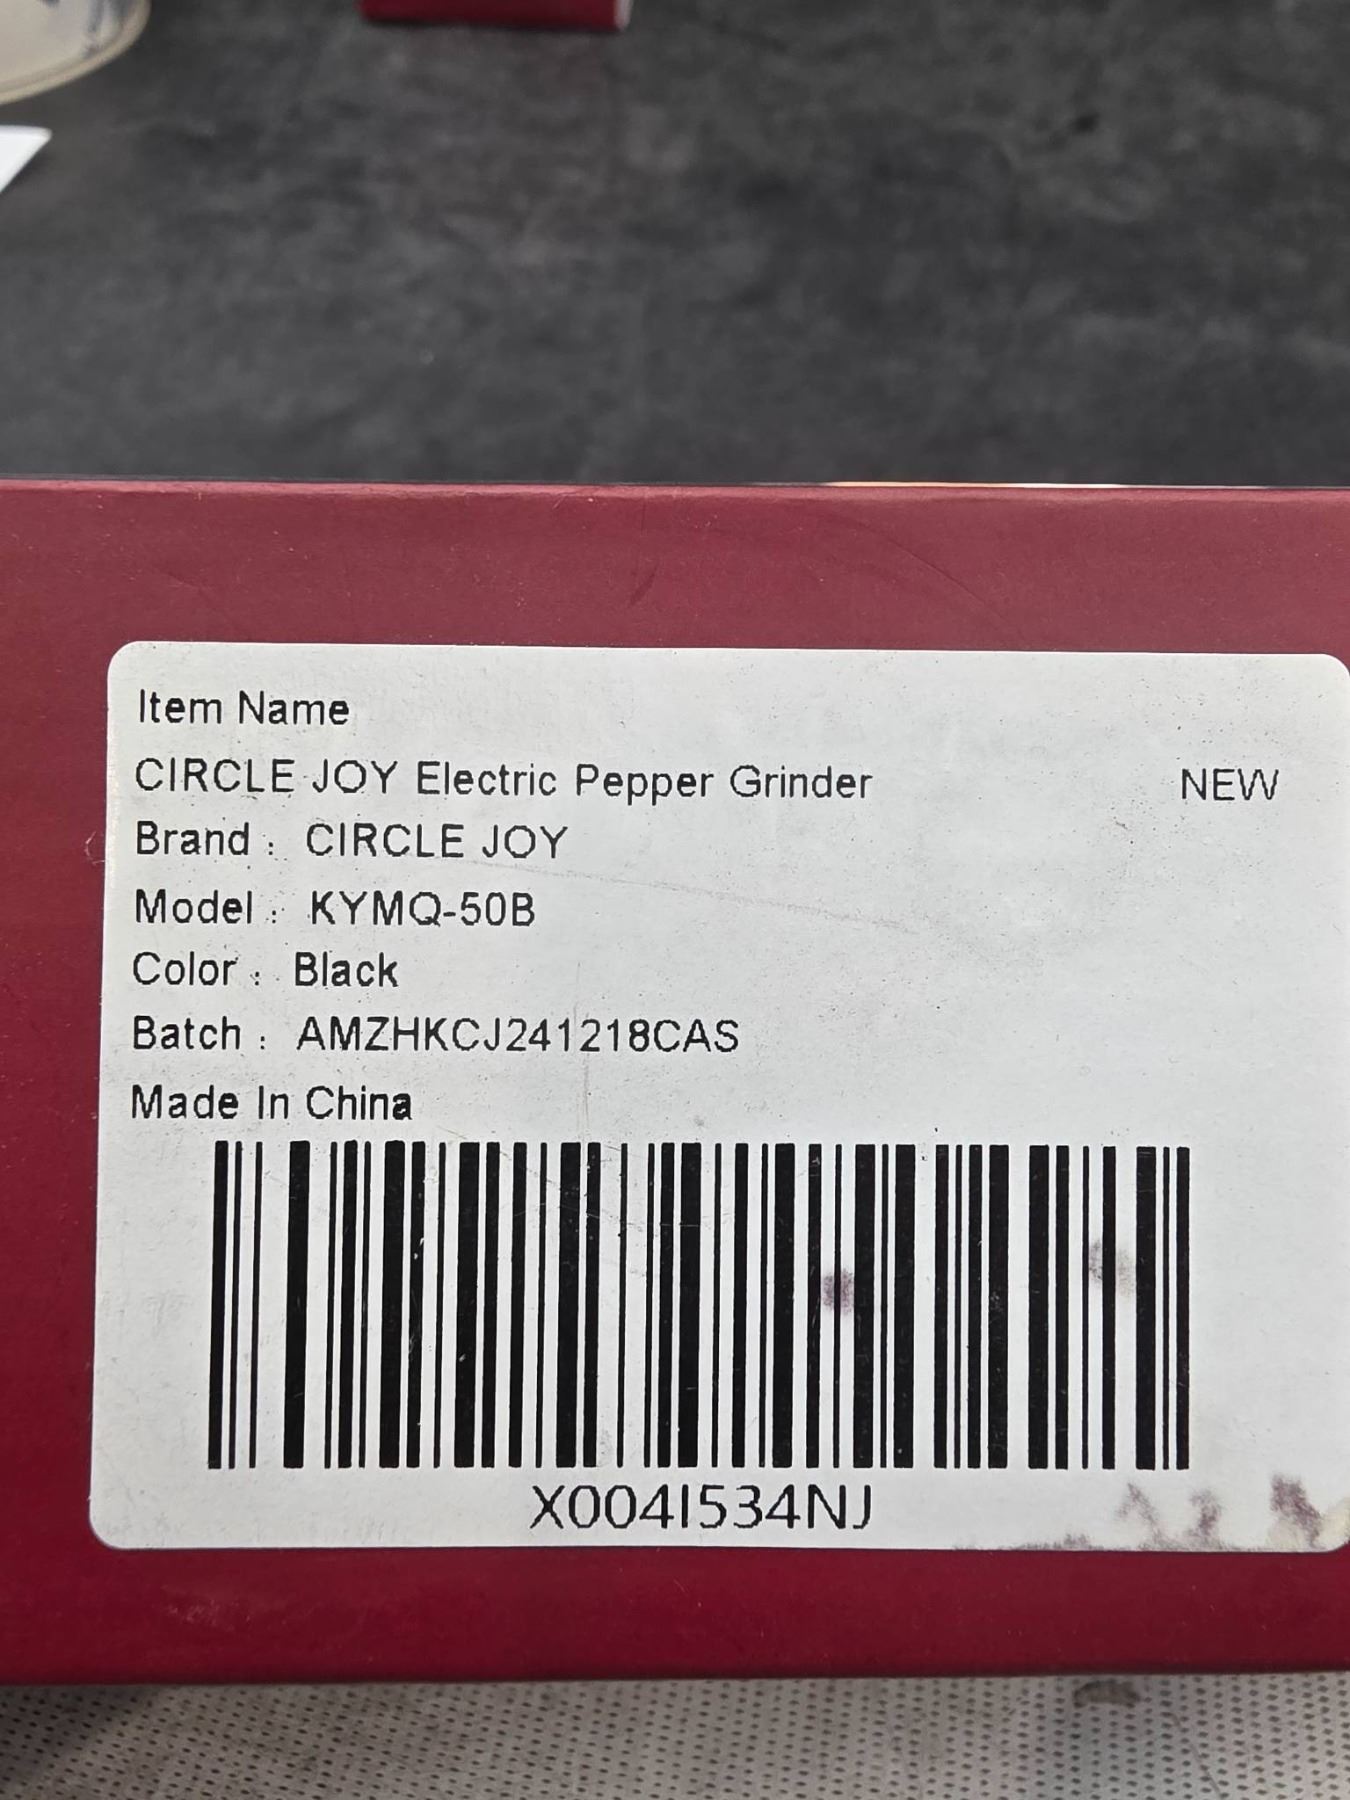 Item Name
CIRCLE JOY Electric Pepper Grinder NEW
Brand : CIRCLE JOY
Model : KYMQ-50B
Color : Black
Batch : AMZHKCJ241218CAS
Made In China
X004I534NJ